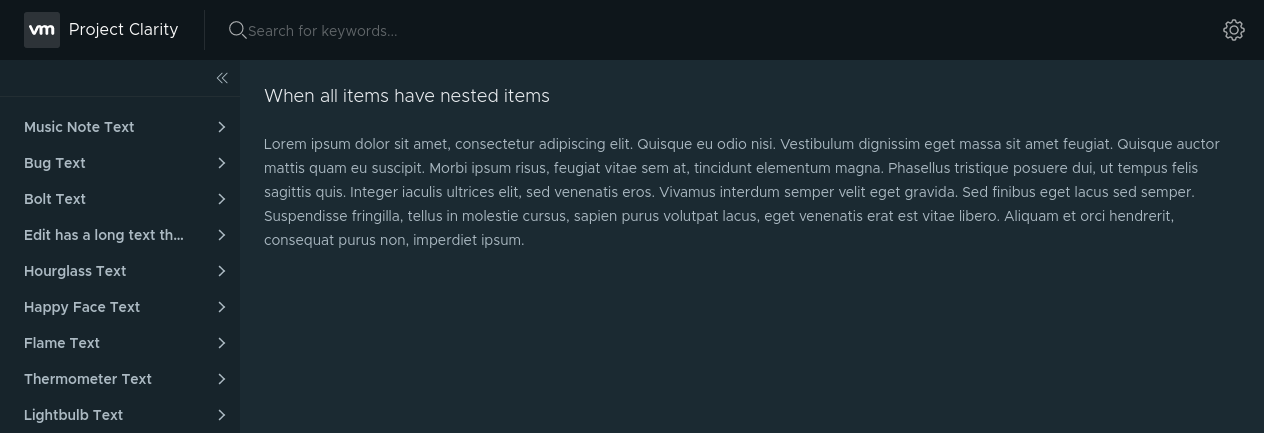 vm Project Clarity
Search for keywords...
When all items have nested items
Music Note Text
Bug Text
Bolt Text
Edit has a long text th...
Hourglass Text
Happy Face Text
Flame Text
Thermometer Text
Lightbulb Text
Lorem ipsum dolor sit amet, consectetur adipiscing elit. Quisque eu odio nisi. Vestibulum dignissim eget massa sit amet feugiat. Quisque auctor
mattis quam eu suscipit. Morbi ipsum risus, feugiat vitae sem at, tincidunt elementum magna. Phasellus tristique posuere dui, ut tempus felis
sagittis quis. Integer iaculis ultrices elit, sed venenatis eros. Vivamus interdum semper velit eget gravida. Sed finibus eget lacus sed semper.
Suspendisse fringilla, tellus in molestie cursus, sapien purus volutpat lacus, eget venenatis erat est vitae libero. Aliquam et orci hendrerit,
consequat purus non, imperdiet ipsum.